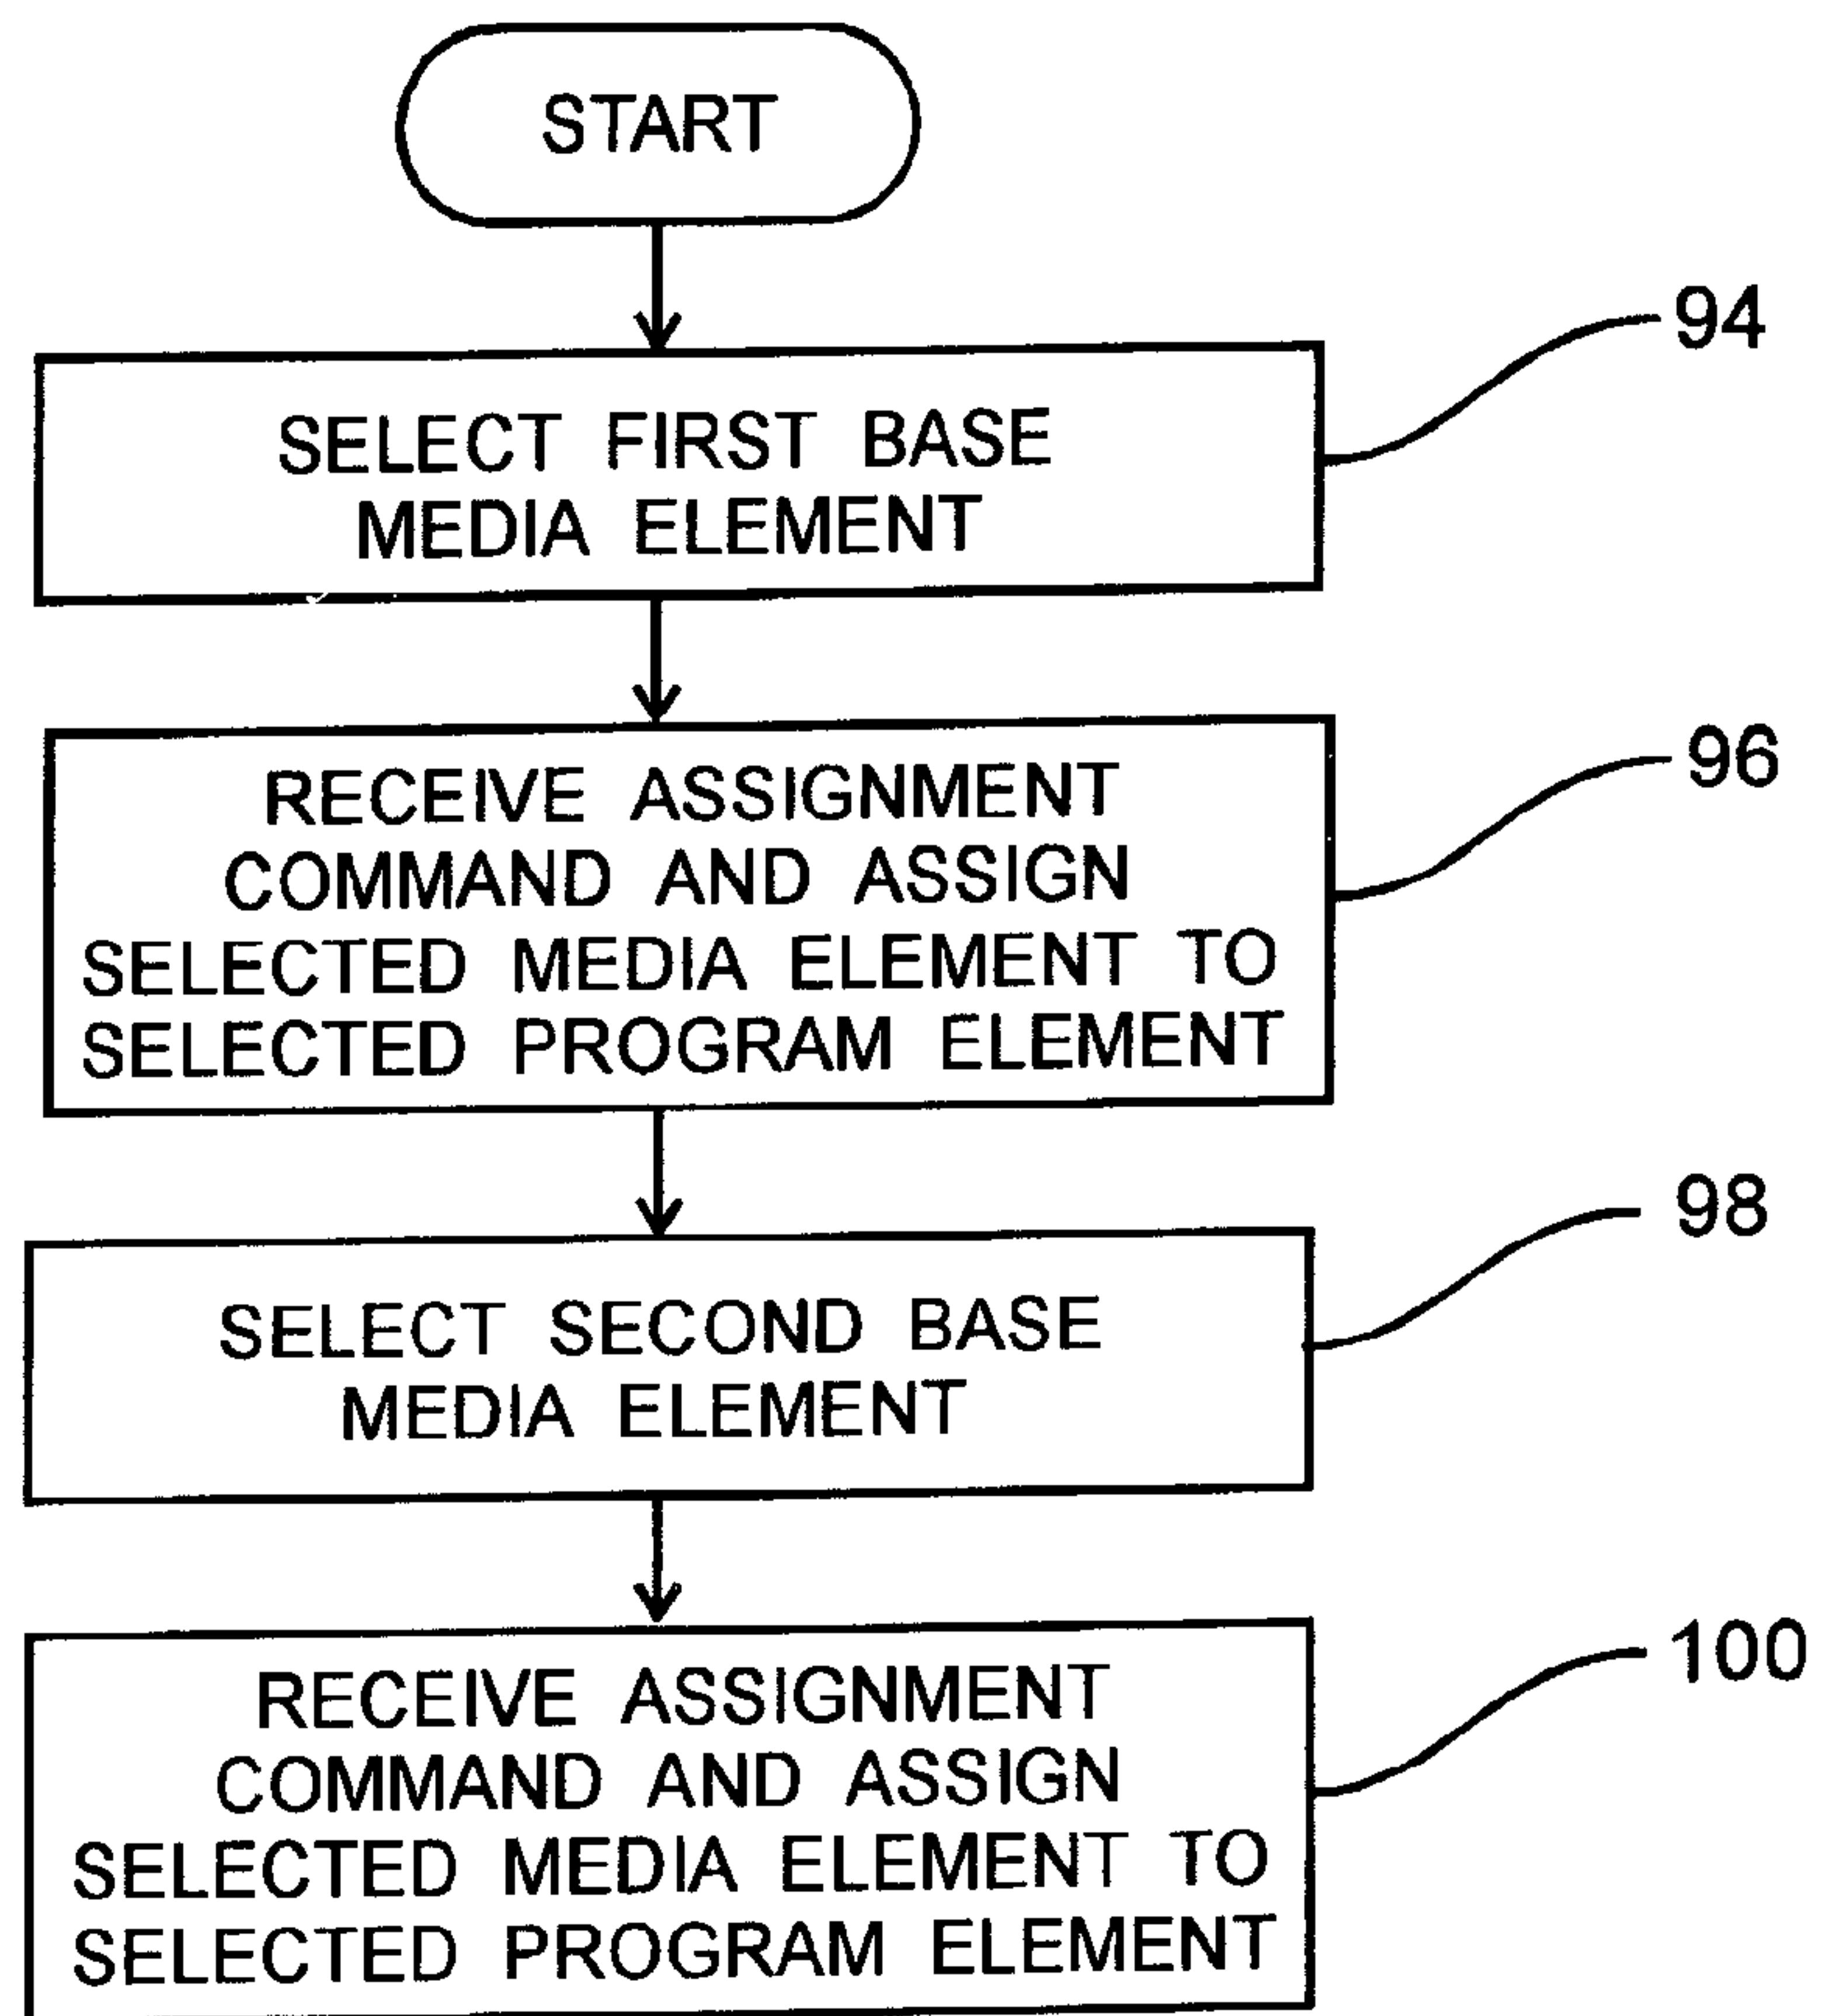 START
94
SELECT FIRST BASE
MEDIA ELEMENT
96
RECEIVE ASSIGNMENT
COMMAND AND ASSIGN
SELECTED MEDIA ELEMENT TO
SELECTED PROGRAM ELEMENT
98
SELECT SECOND BASE
MEDIA ELEMENT
100
RECEIVE ASSIGNMENT
COMMAND AND ASSIGN
SELECTED MEDIA ELEMENT TO
SELECTED PROGRAM ELEMENT